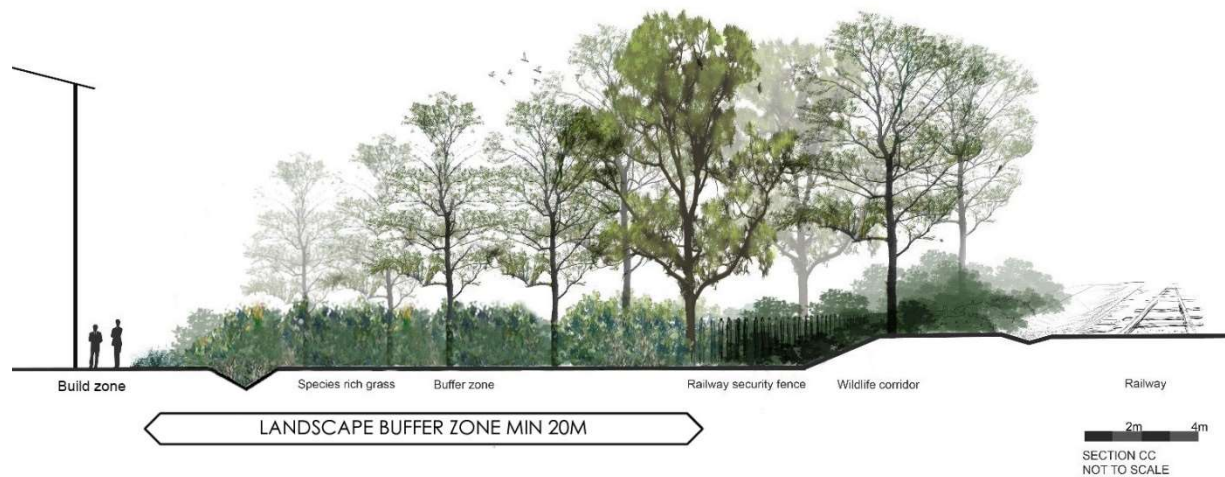 Build zone
Species rich grass
Buffer zone
Railway security fence
Wildlife corridor
Railway
LANDSCAPE BUFFER ZONE MIN 20M
2m 4m
SECTION CC
NOT TO SCALE